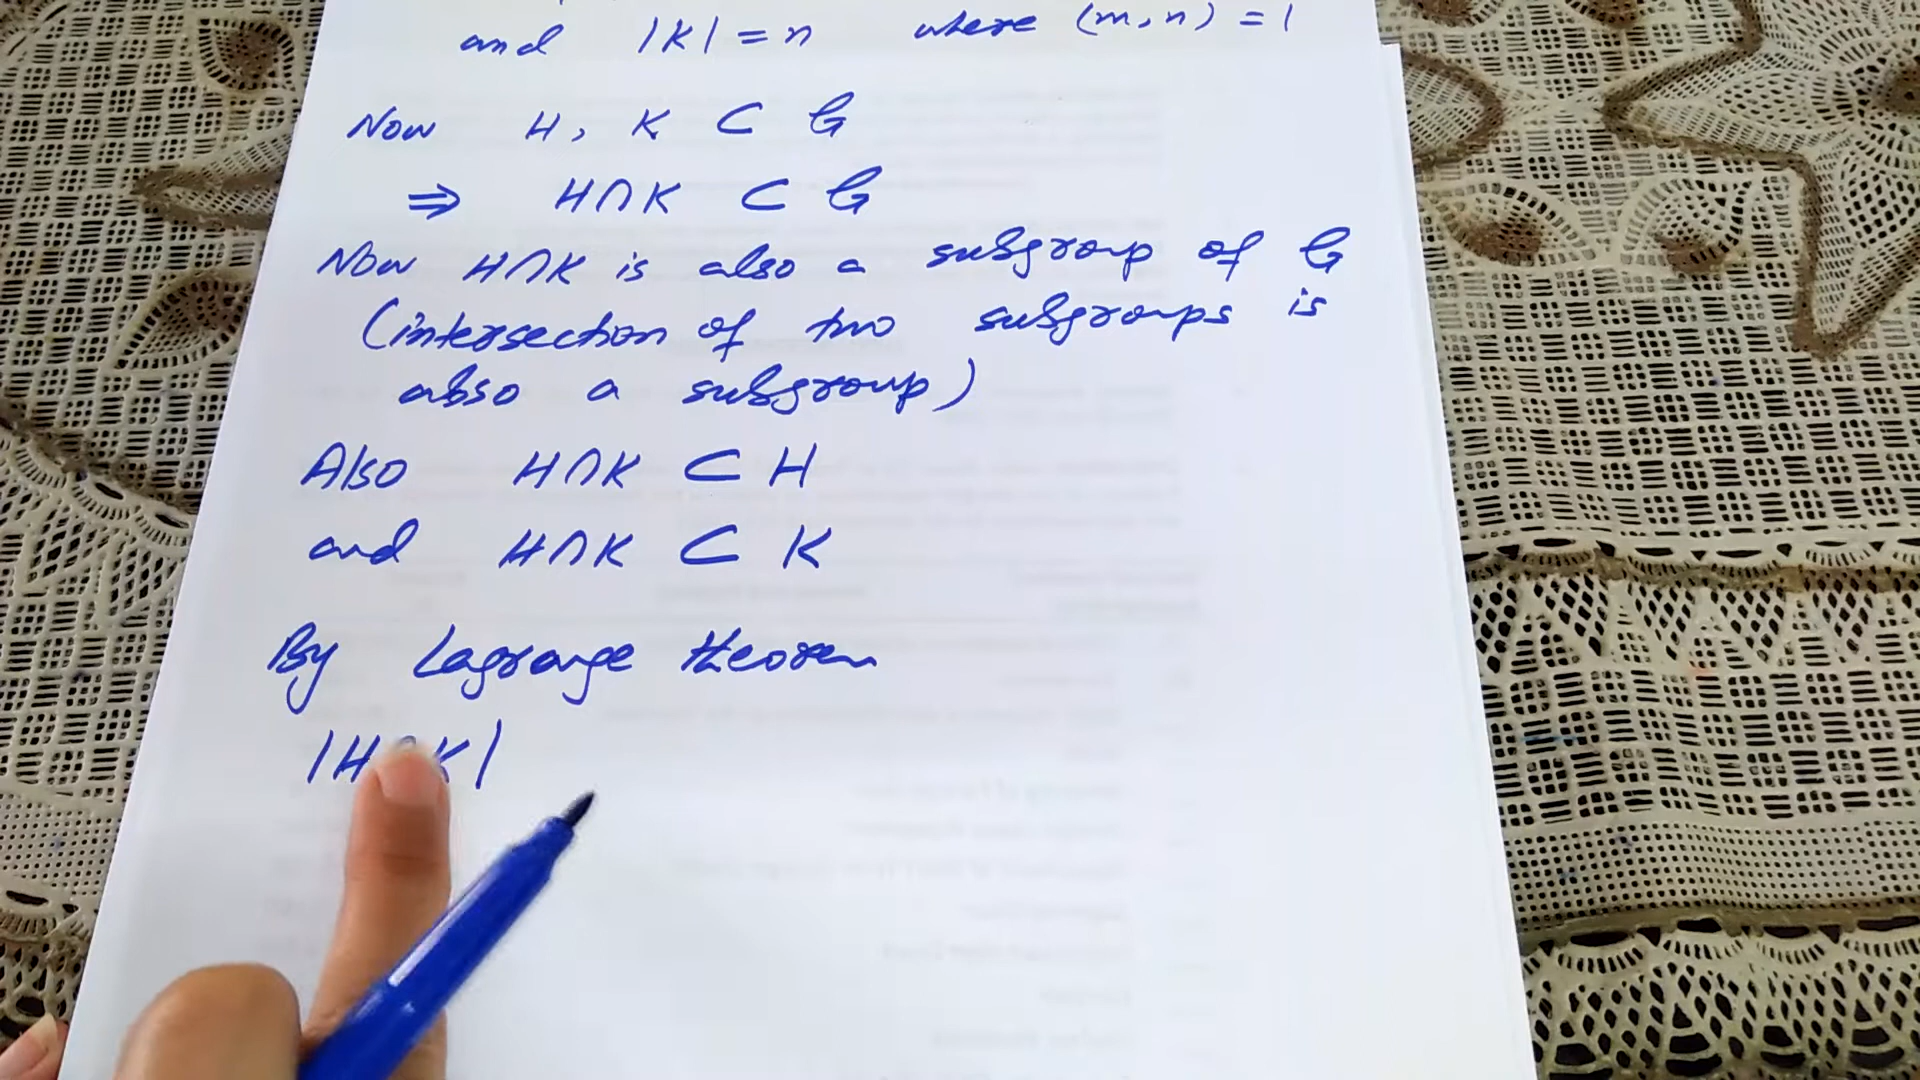 and |K| = n where (m, n) = 1
Now H, K ⊂ G
⇒ H∩K ⊂ G
Now H∩K is also a subgroup of G
(intersection of two subgroups is
also a subgroup)
Also H∩K ⊂ H
and H∩K ⊂ K
By Lagrange theorem
|H∩K|